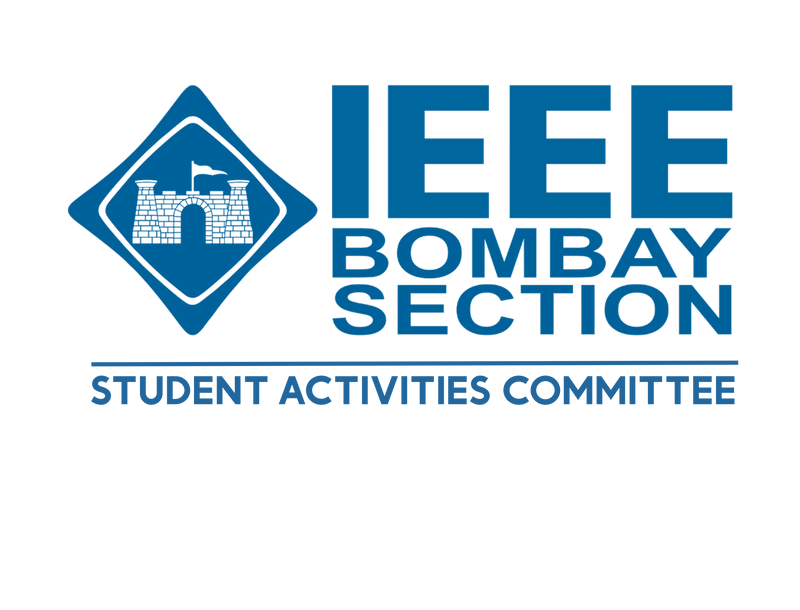 IEEE
BOMBAY
SECTION
STUDENT ACTIVITIES COMMITTEE